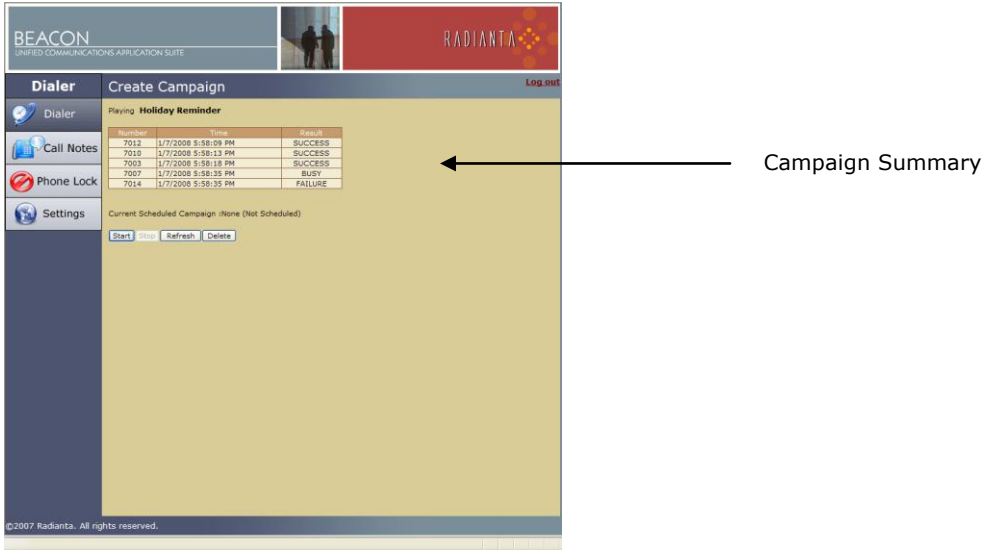 BEACON
UNIFIED COMMUNICATIONS APPLICATION SUITE
RADIANTA
Dialer
Create Campaign
Log out
Dialer
Call Notes
Phone Lock
Settings
Playing Holiday Reminder
Number Time Result
7012 1/7/2008 5:58:09 PM SUCCESS
7010 1/7/2008 5:58:13 PM SUCCESS
7003 1/7/2008 5:58:18 PM SUCCESS
7007 1/7/2008 5:58:35 PM BUSY
7014 1/7/2008 5:58:35 PM FAILURE
Current Scheduled Campaign :None (Not Scheduled)
Start Stop Refresh Delete
Campaign Summary
©2007 Radianta. All rights reserved.